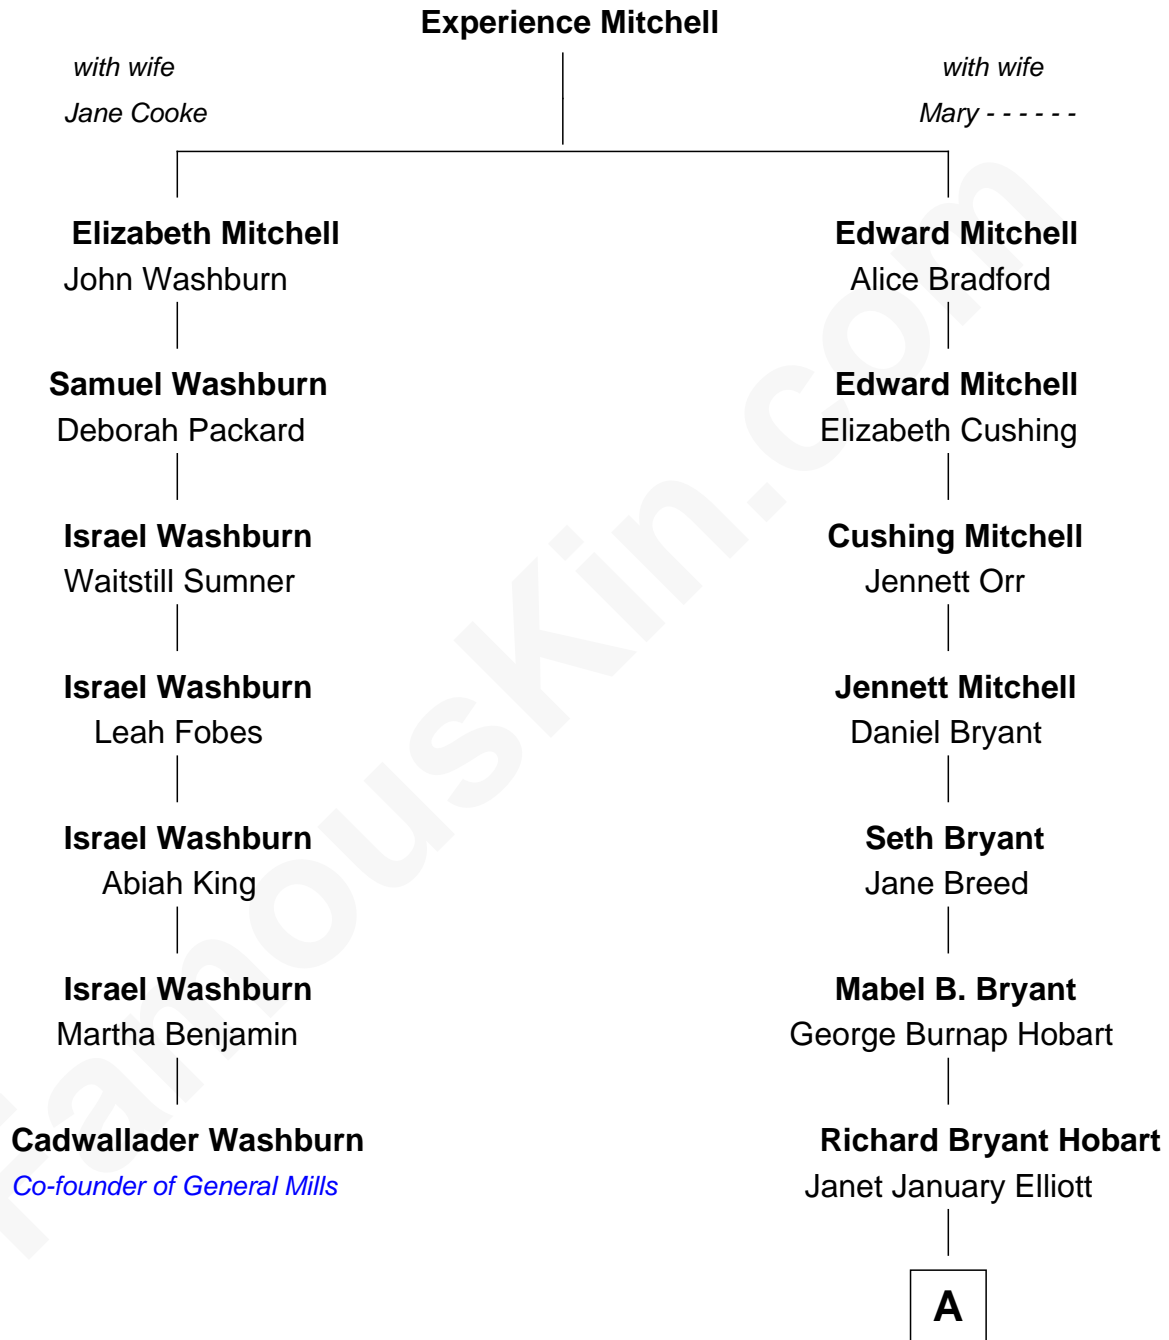 Experience Mitchell
with wife
Jane Cooke
with wife
Mary - - - - - -
Elizabeth Mitchell
John Washburn
Edward Mitchell
Alice Bradford
Samuel Washburn
Deborah Packard
Edward Mitchell
Elizabeth Cushing
Israel Washburn
Waitstill Sumner
Cushing Mitchell
Jennett Orr
Israel Washburn
Leah Fobes
Jennett Mitchell
Daniel Bryant
Israel Washburn
Abiah King
Seth Bryant
Jane Breed
Israel Washburn
Martha Benjamin
Mabel B. Bryant
George Burnap Hobart
Cadwallader Washburn
Co-founder of General Mills
Richard Bryant Hobart
Janet January Elliott
A
FamousKin.com